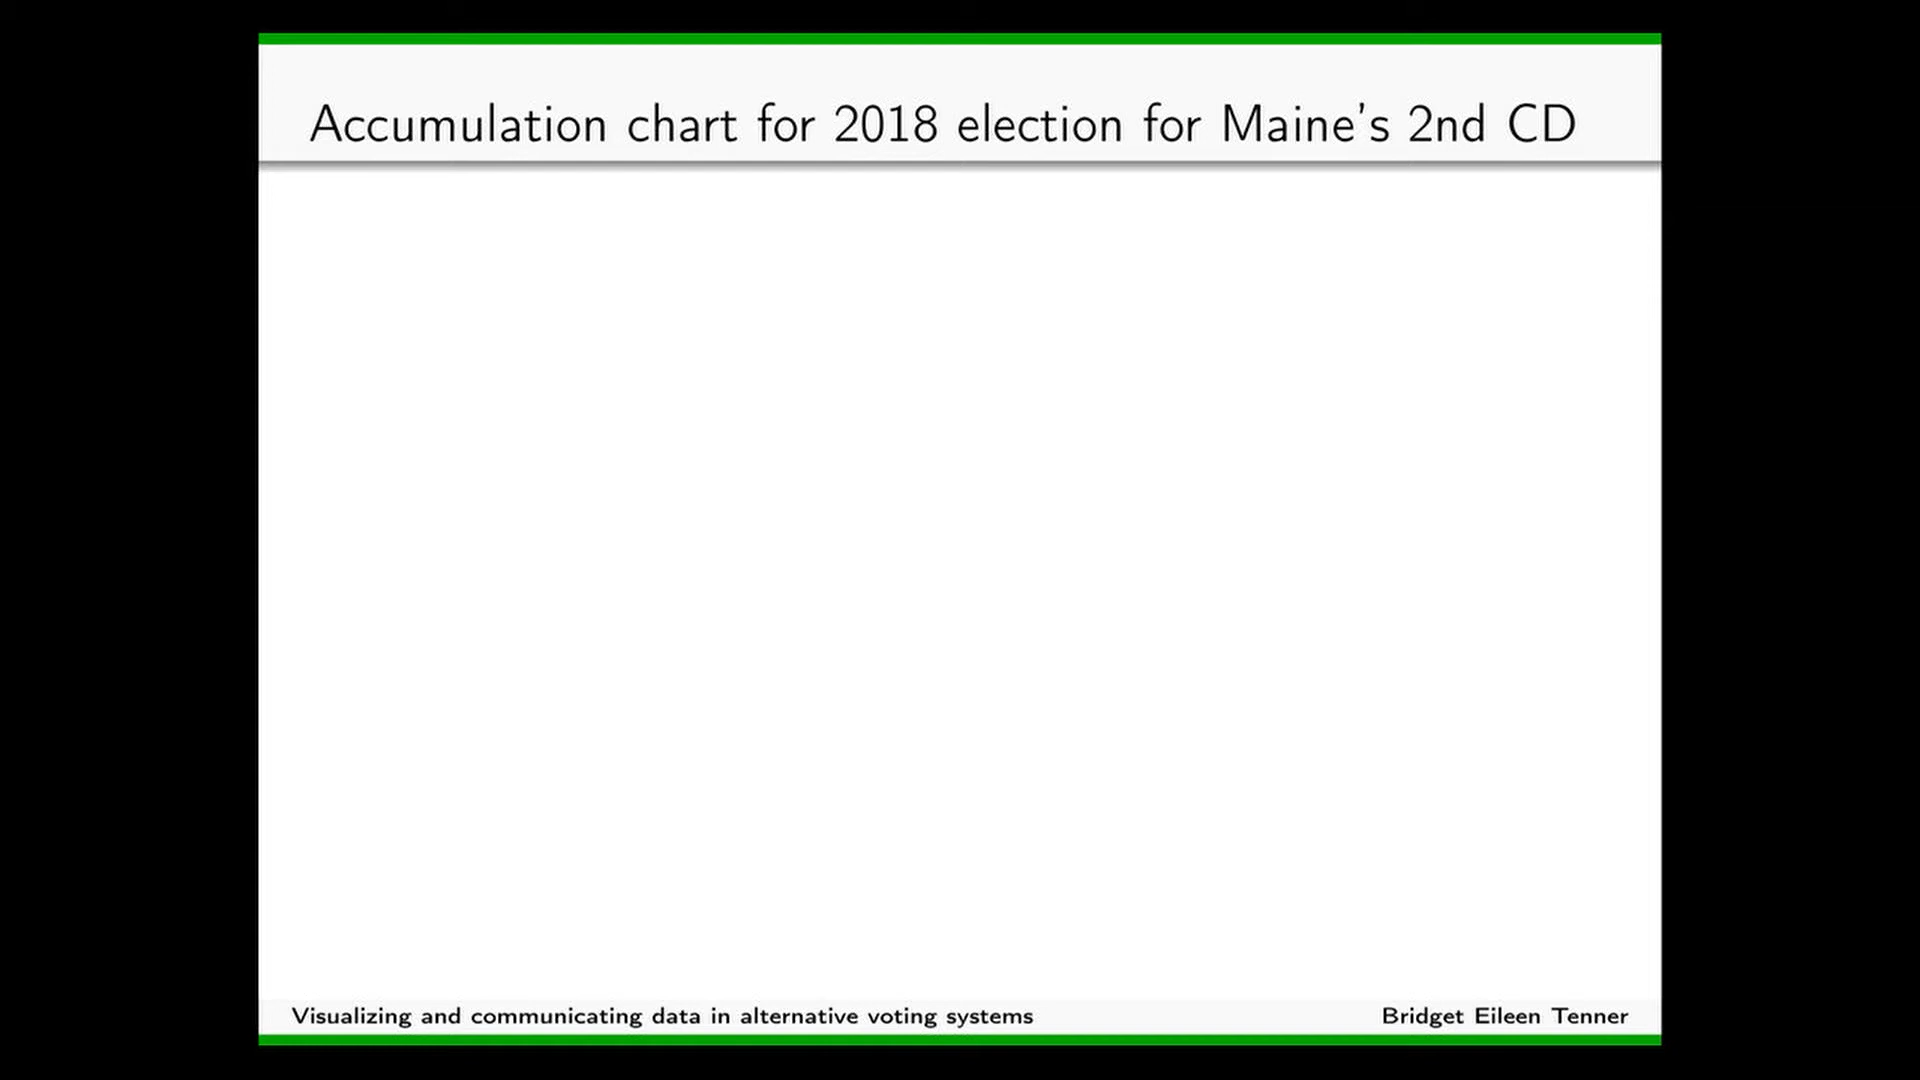 Accumulation chart for 2018 election for Maine's 2nd CD
Visualizing and communicating data in alternative voting systems
Bridget Eileen Tenner